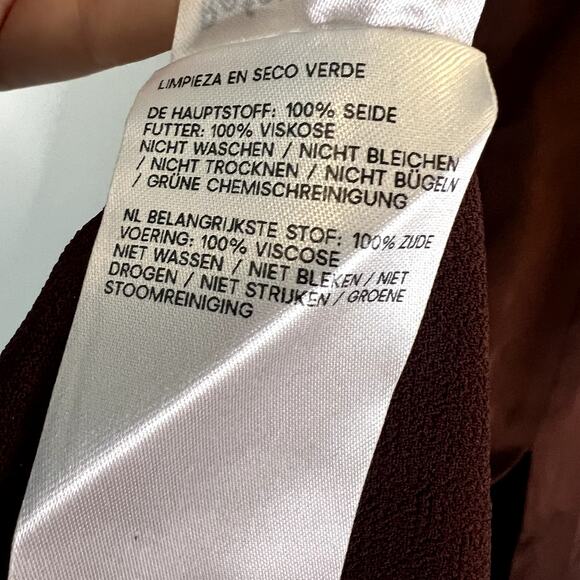 LIMPIEZA EN SECO VERDE
DE HAUPTSTOFF: 100% SEIDE
FUTTER: 100% VISKOSE
NICHT WASCHEN / NICHT BLEICHEN
/ NICHT TROCKNEN / NICHT BÜGELN
/ GRÜNE CHEMISCHREINIGUNG
NL BELANGRIJKSTE STOF: 100% ZIJDE
VOERING: 100% VISCOSE
NIET WASSEN / NIET BLEKEN / NIET
DROGEN / NIET STRIJKEN / GROENE
STOOMREINIGING